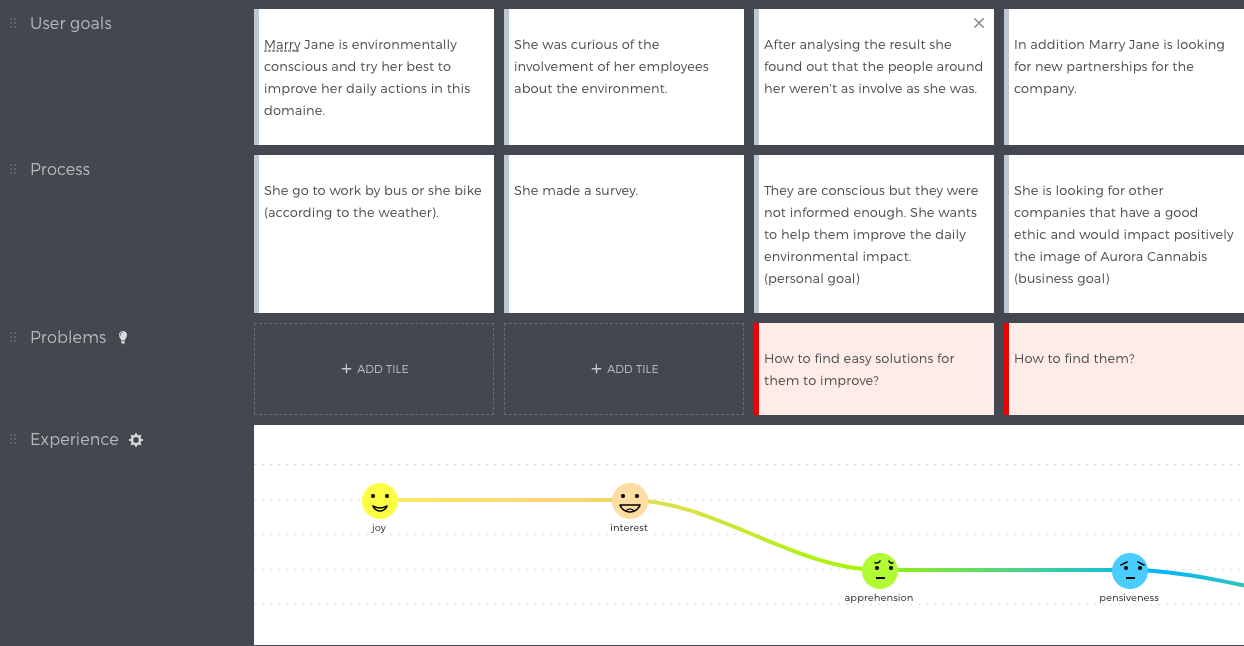 User goals
Marry Jane is environmentally
conscious and try her best to
improve her daily actions in this
domaine.
She was curious of the
involvement of her employees
about the environment.
After analysing the result she
found out that the people around
her weren't as involve as she was.
In addition Marry Jane is looking
for new partnerships for the
company.
Process
She go to work by bus or she bike
(according to the weather).
She made a survey.
They are conscious but they were
not informed enough. She wants
to help them improve the daily
environmental impact.
(personal goal)
She is looking for other
companies that have a good
ethic and would impact positively
the image of Aurora Cannabis
(business goal)
Problems
+ ADD TILE
+ ADD TILE
How to find easy solutions for
them to improve?
How to find them?
Experience
joy
interest
apprehension
pensiveness